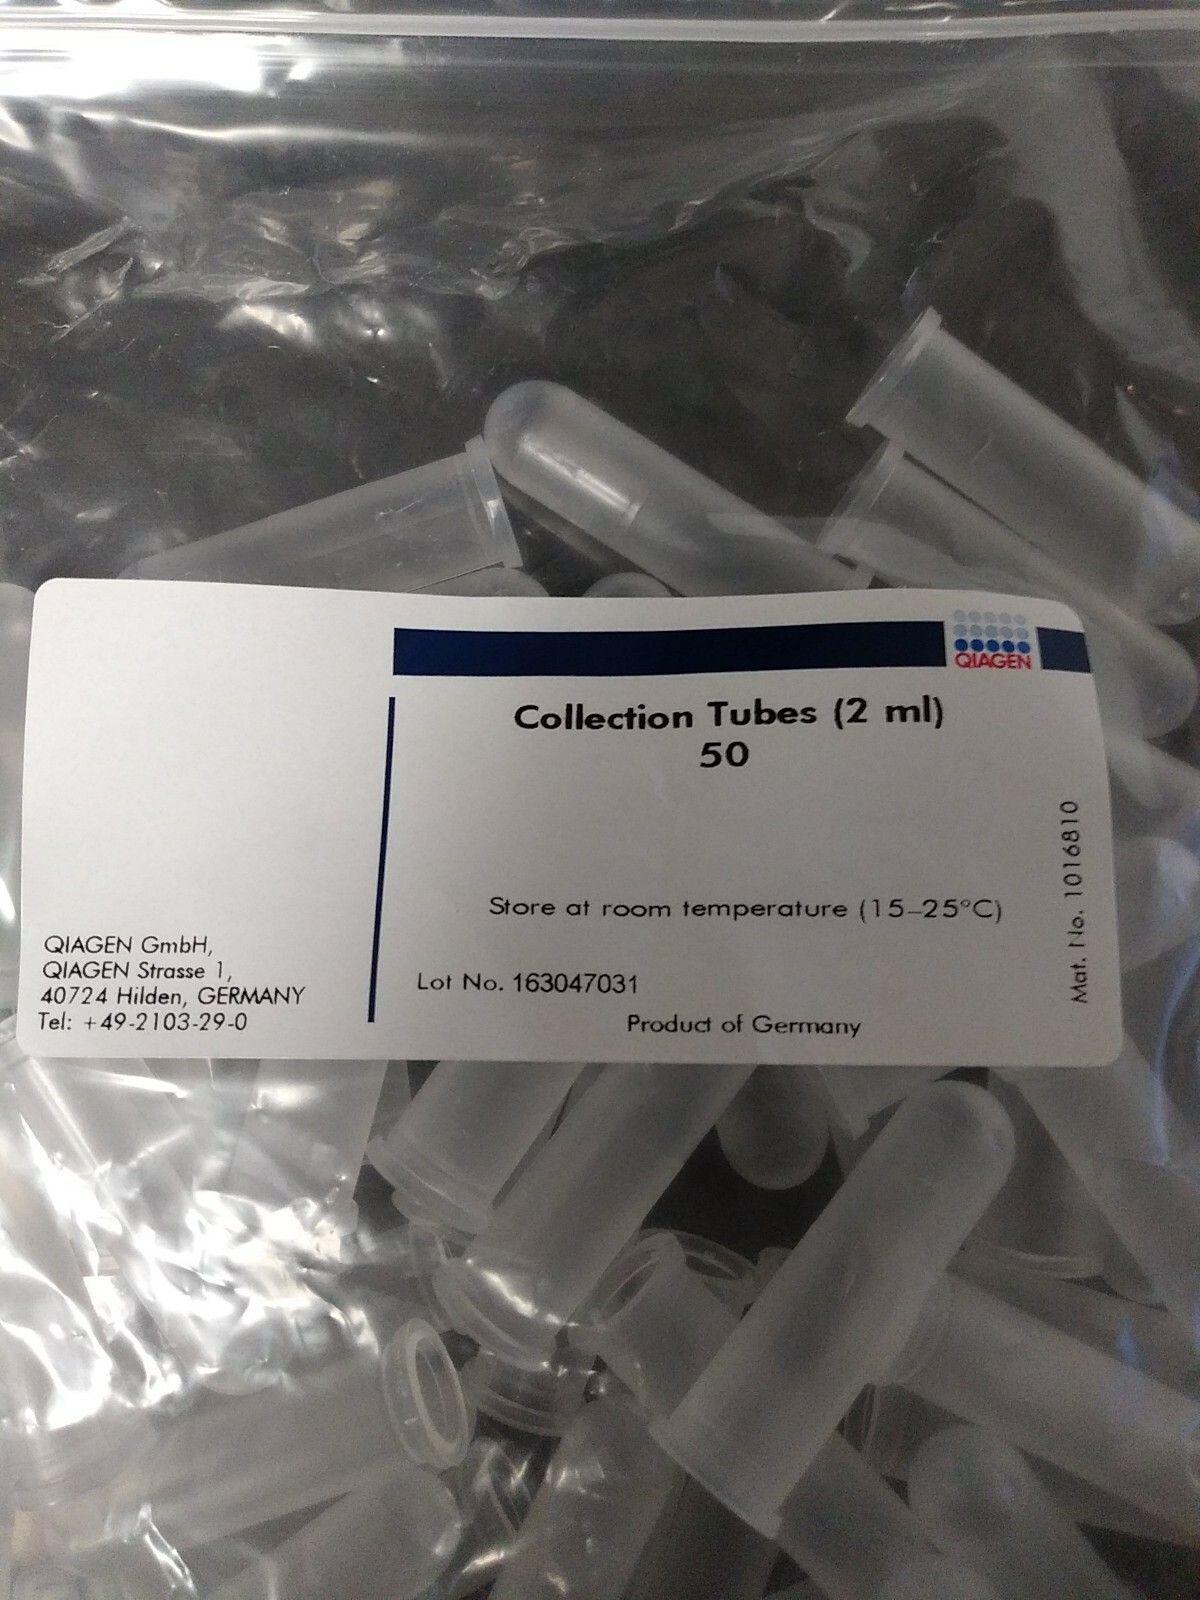 QIAGEN
Collection Tubes (2 ml)
50
Store at room temperature (15–25°C)
Mat. No. 1016810
QIAGEN GmbH,
QIAGEN Strasse 1,
40724 Hilden, GERMANY
Tel: +49-2103-29-0
Lot No. 163047031
Product of Germany